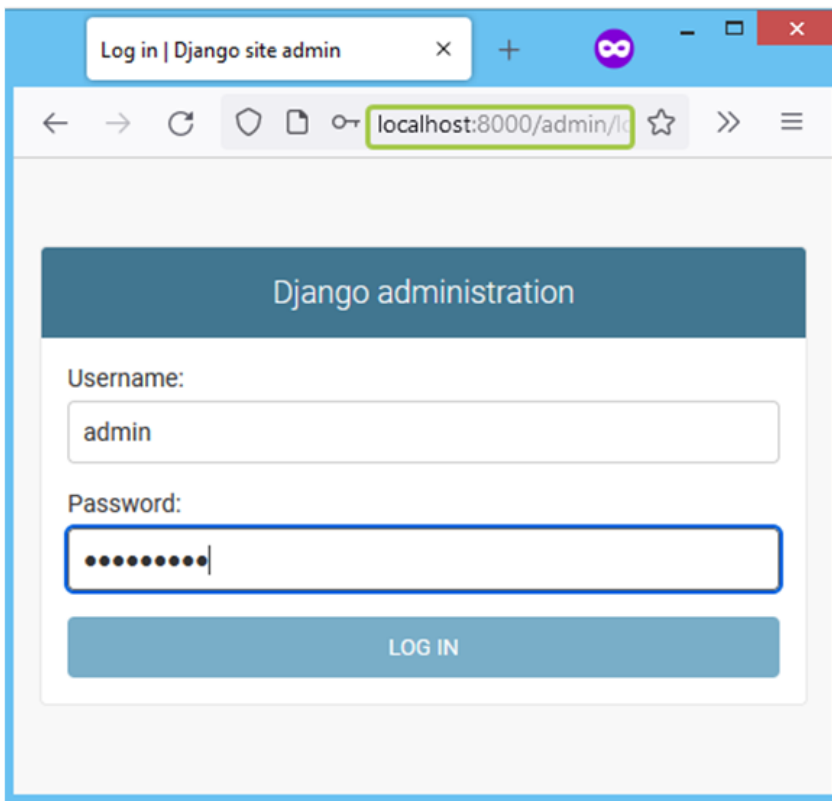 Log in | Django site admin
localhost:8000/admin/lo
Django administration
Username:
admin
Password:
•••••••••
LOG IN